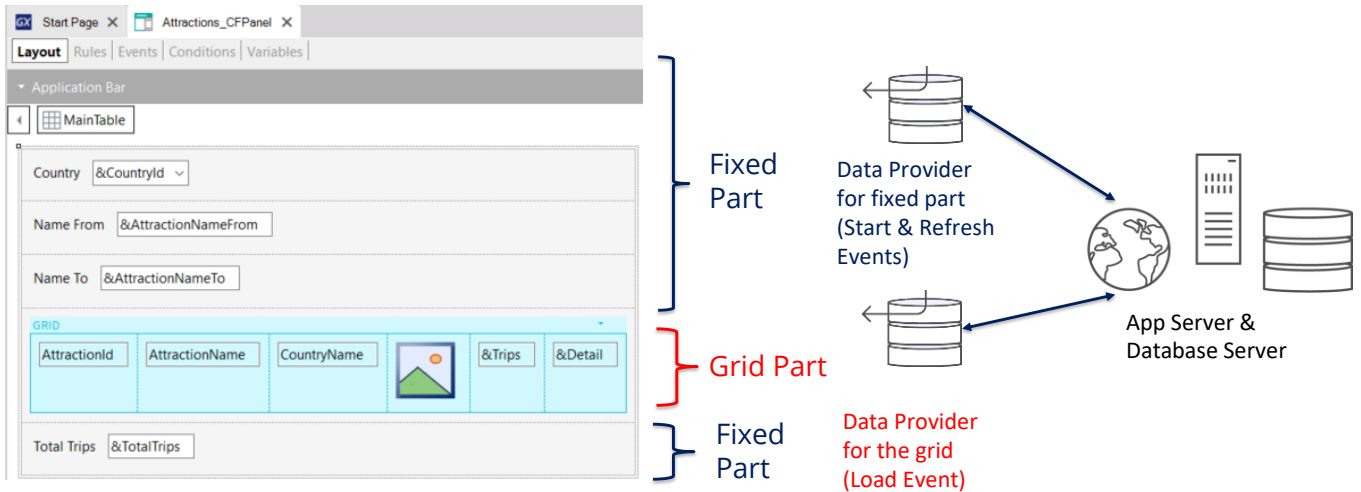 GX Start Page X Attractions_CFPanel X
Layout Rules Events Conditions Variables
Application Bar
MainTable
Country &CountryId
Name From &AttractionNameFrom
Name To &AttractionNameTo
GRID
AttractionId AttractionName CountryName &Trips &Detail
Total Trips &TotalTrips
Fixed
Part
Grid Part
Fixed
Part
Data Provider
for fixed part
(Start & Refresh
Events)
Data Provider
for the grid
(Load Event)
App Server &
Database Server